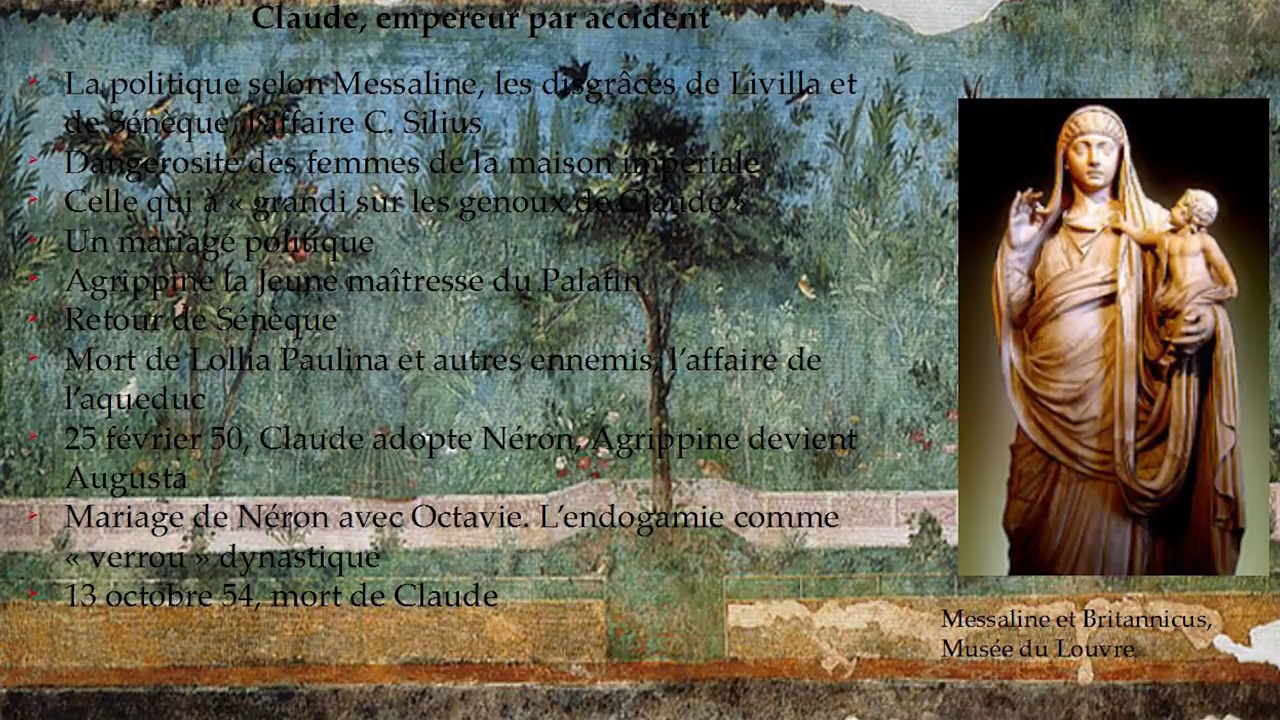 Claude, empereur par accident
La politique selon Messaline, les disgrâces de Livilla et
de Sénèque, l’affaire C. Silius
Dangerosité des femmes de la maison impériale
Celle qui à « grandi sur les genoux de Claude »
Un mariage politique
Agrippine la Jeune maîtresse du Palatin
Retour de Sénèque
Mort de Lollia Paulina et autres ennemis, l’affaire de
l’aqueduc
25 février 50, Claude adopte Néron, Agrippine devient
Augusta
Mariage de Néron avec Octavie. L’endogamie comme
« verrou » dynastique
13 octobre 54, mort de Claude
Messaline et Britannicus,
Musée du Louvre